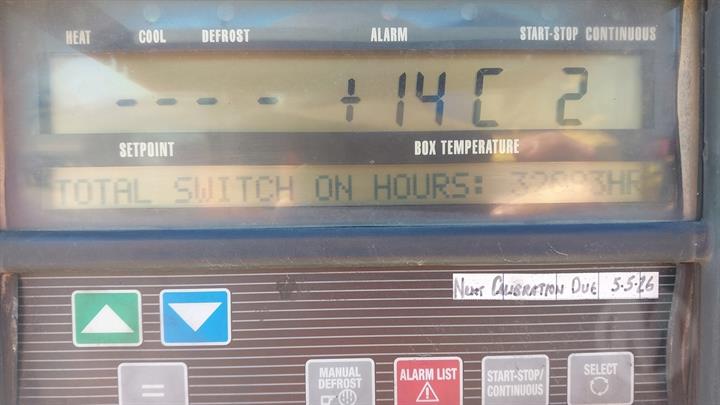 HEAT COOL DEFROST ALARM START-STOP CONTINUOUS
---- - +14C 2
SETPOINT BOX TEMPERATURE
TOTAL SWITCH ON HOURS:
NEXT CALIBRATION DUE 5.5.26
=
MANUAL DEFROST
ALARM LIST
START-STOP/ CONTINUOUS
SELECT